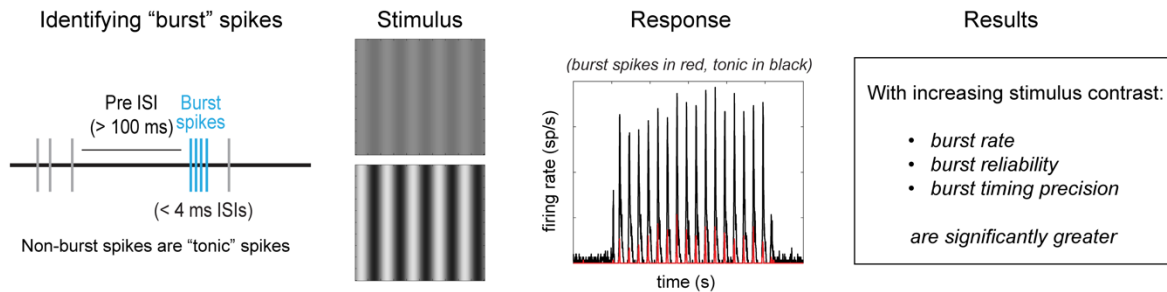 Identifying “burst” spikes
Pre ISI
(> 100 ms)
Burst
spikes
(< 4 ms ISIs)
Non-burst spikes are “tonic” spikes
Stimulus
Response
(burst spikes in red, tonic in black)
firing rate (sp/s)
time (s)
Results
With increasing stimulus contrast:
• burst rate
• burst reliability
• burst timing precision
are significantly greater